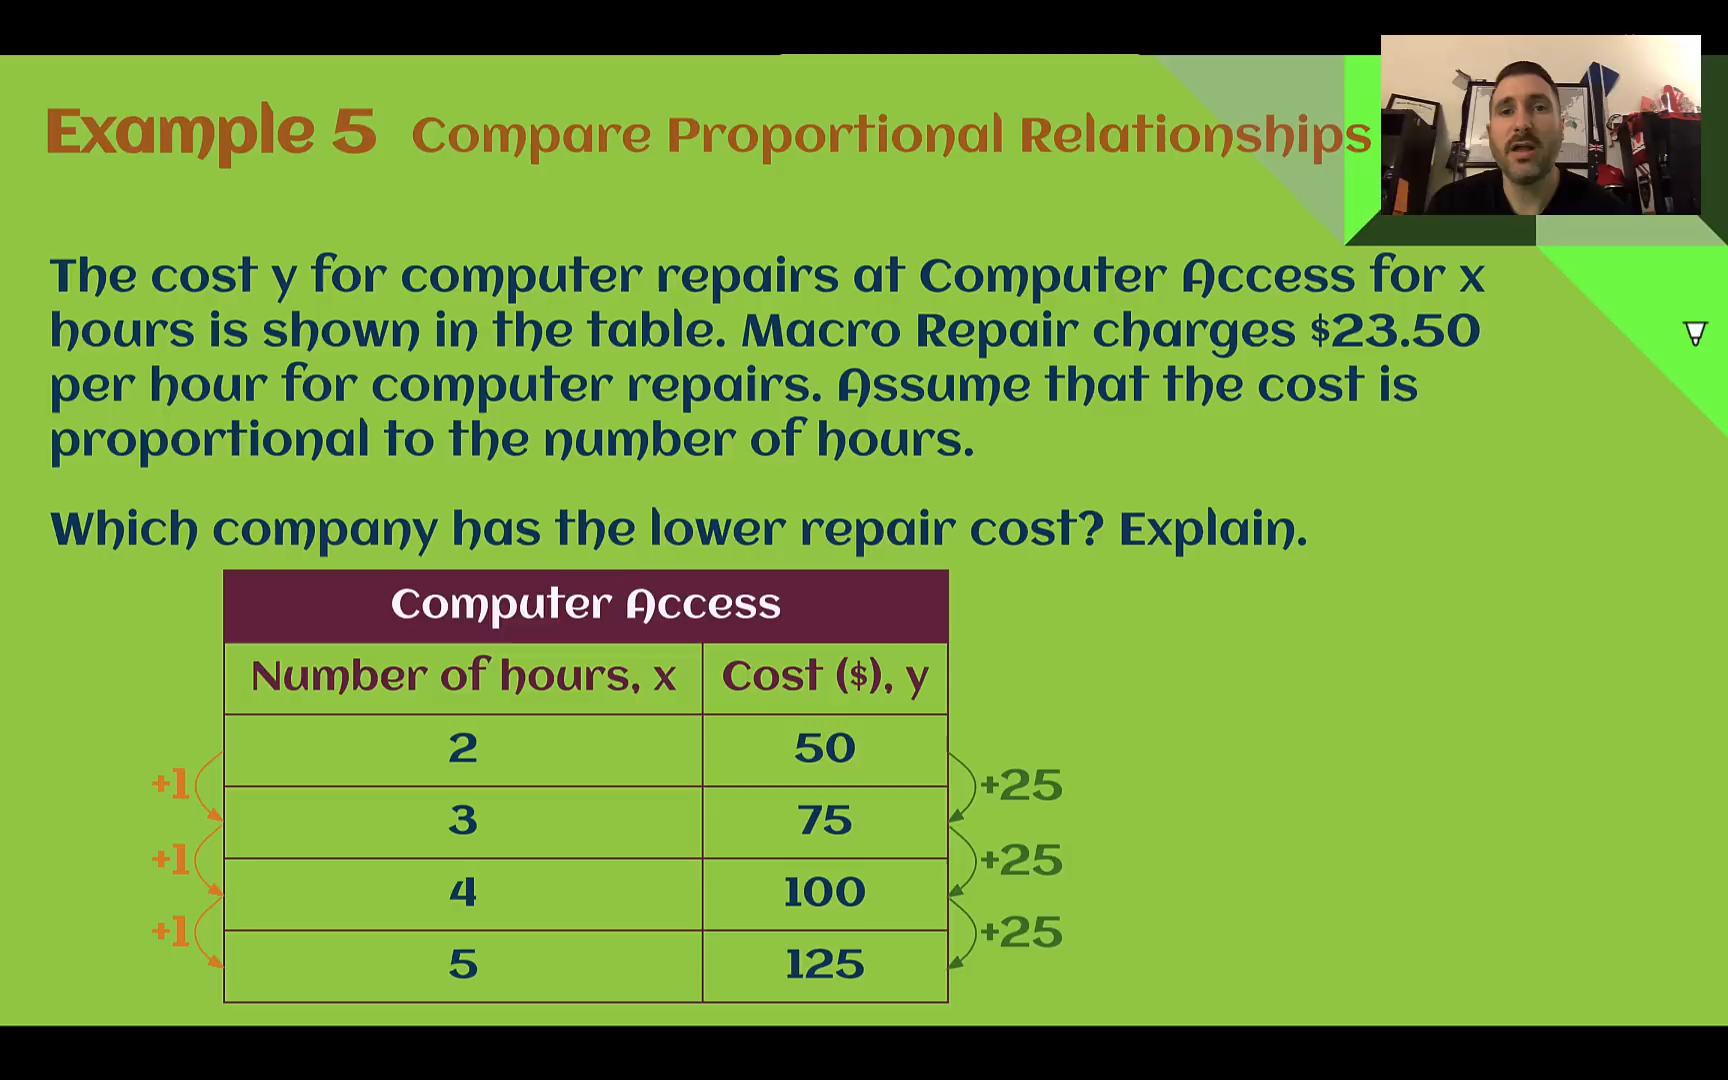 Example 5 Compare Proportional Relationships
The cost y for computer repairs at Computer Access for x
hours is shown in the table. Macro Repair charges $23.50
per hour for computer repairs. Assume that the cost is
proportional to the number of hours.
Which company has the lower repair cost? Explain.
Computer Access
Number of hours, x Cost ($), y
2 50
+1 +25
3 75
+1 +25
4 100
+1 +25
5 125